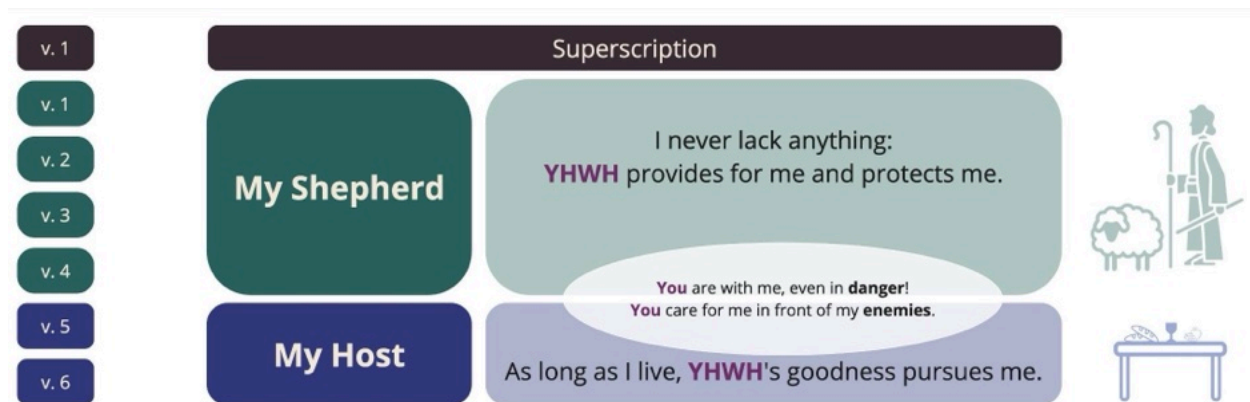 v. 1
Superscription
v. 1
v. 2
v. 3
v. 4
My Shepherd
I never lack anything:
YHWH provides for me and protects me.
You are with me, even in danger!
You care for me in front of my enemies.
v. 5
v. 6
My Host
As long as I live, YHWH's goodness pursues me.